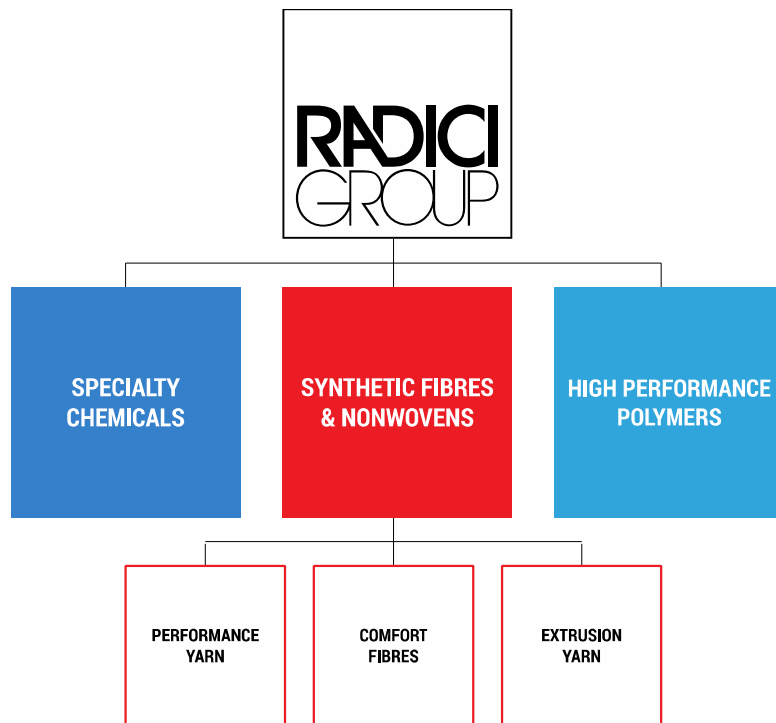 RADICI
GROUP
SPECIALTY
CHEMICALS
SYNTHETIC FIBRES
& NONWOVENS
HIGH PERFORMANCE
POLYMERS
PERFORMANCE
YARN
COMFORT
FIBRES
EXTRUSION
YARN